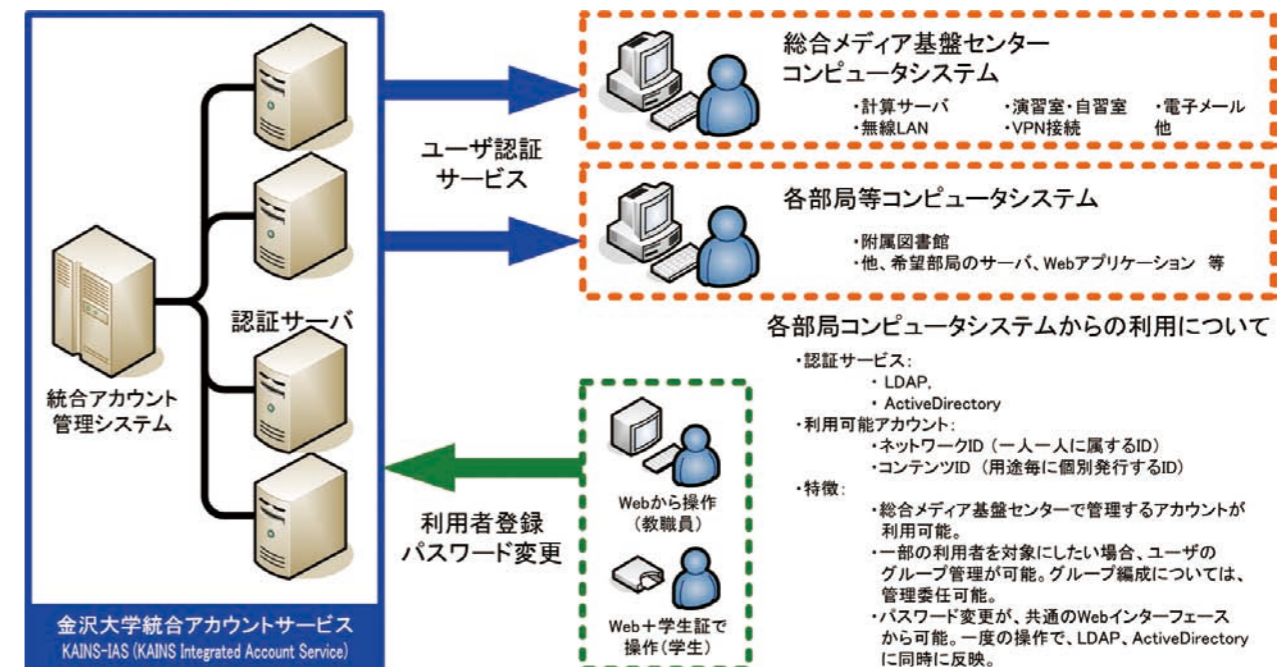 認証サーバ
統合アカウント
管理システム
金沢大学統合アカウントサービス
KAINS-IAS (KAINS Integrated Account Service)
ユーザ認証
サービス
利用者登録
パスワード変更
Webから操作
(教職員)
Web+学生証で
操作(学生)
総合メディア基盤センター
コンピュータシステム
・計算サーバ ・演習室・自習室 ・電子メール
・無線LAN ・VPN接続 他
各部局等コンピュータシステム
・附属図書館
・他、希望部局のサーバ、Webアプリケーション 等
各部局コンピュータシステムからの利用について
・認証サービス:
・ LDAP,
・ ActiveDirectory
・利用可能アカウント:
・ネットワークID (一人一人に属するID)
・コンテンツID (用途毎に個別発行するID)
・特徴:
・総合メディア基盤センターで管理するアカウントが
利用可能。
・一部の利用者を対象にしたい場合、ユーザの
グループ管理が可能。グループ編成については、
管理委任可能。
・パスワード変更が、共通のWebインターフェース
から可能。一度の操作で、LDAP、ActiveDirectory
に同時に反映。